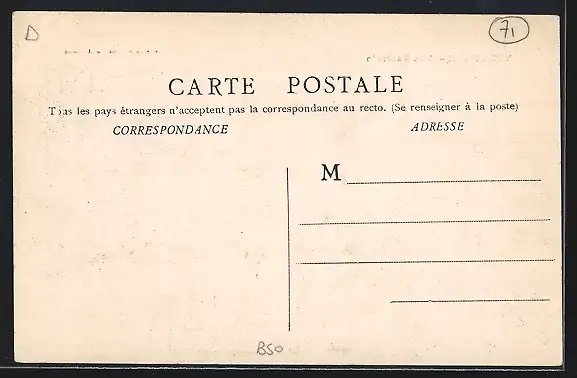 D
71
CARTE POSTALE
Tous les pays étrangers n'acceptent pas la correspondance au recto. (Se renseigner à la poste)
CORRESPONDANCE
ADRESSE
M
B50